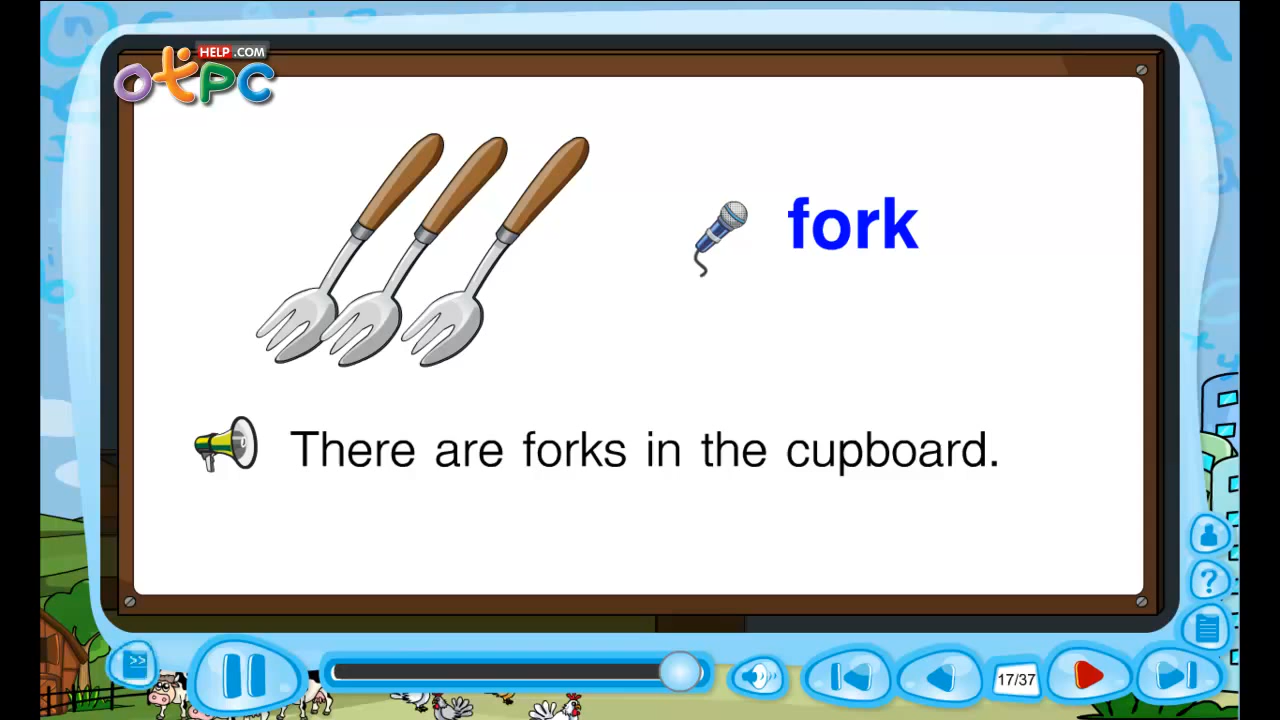 HELP.COM
OTPC
fork
There are forks in the cupboard.
>>
?
17/37